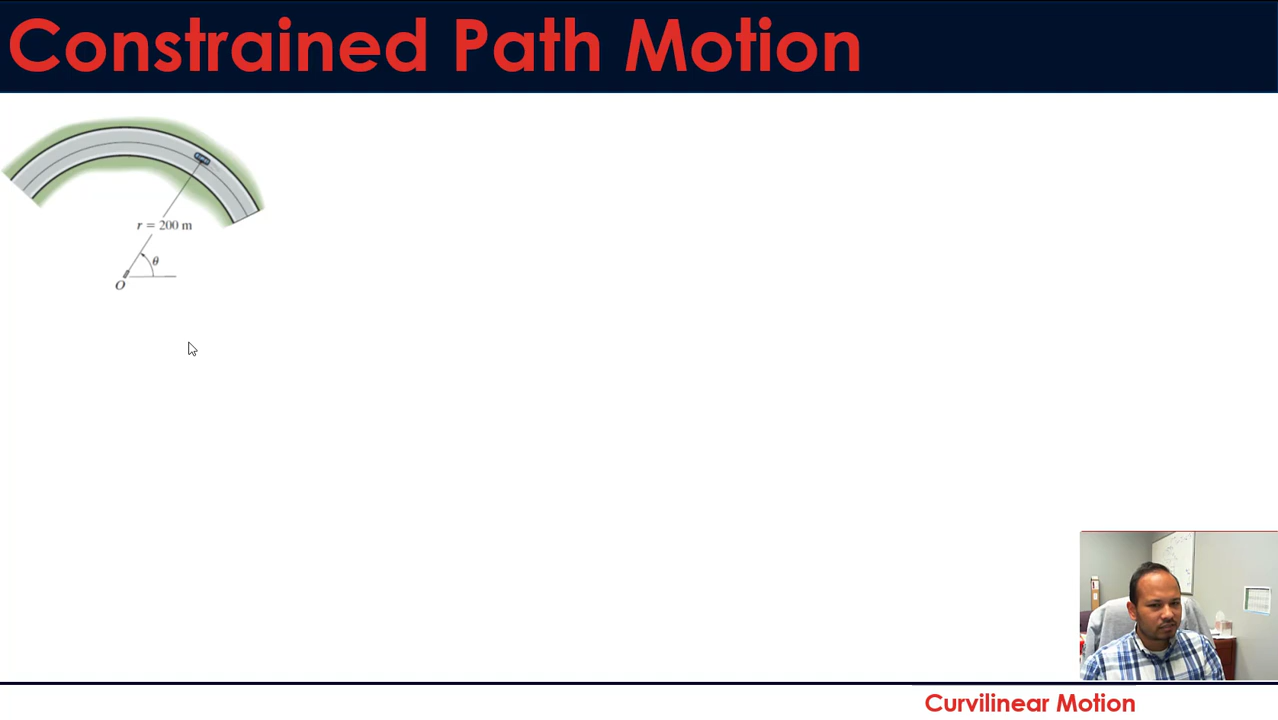 Constrained Path Motion
r = 200 m
θ
O
Curvilinear Motion